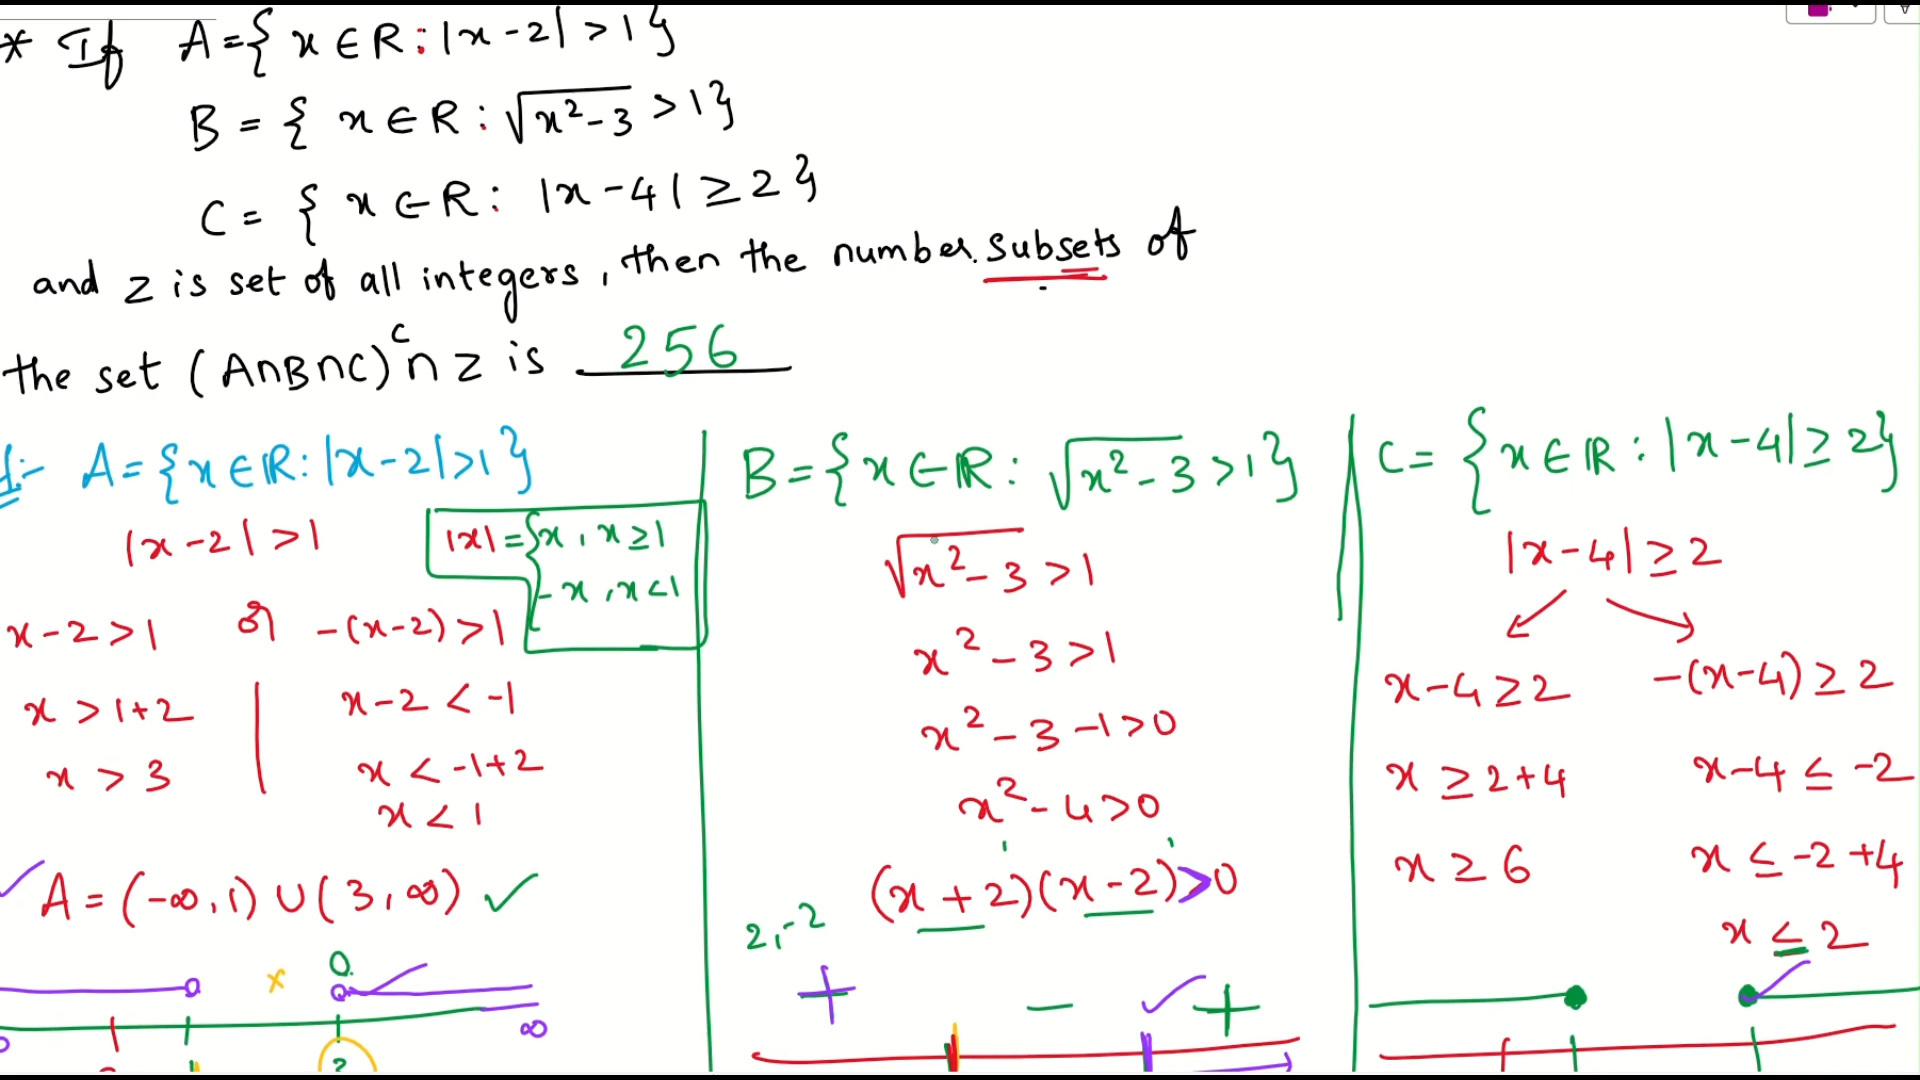 * If A={x∈R:|x-2|>1}
B = { x∈R : √(x²-3) >1}
C = { x∈R: |x-4| ≥ 2}
and z is set of all integers, then the number subsets of
the set (A∩B∩C)ᶜ∩ z is 256
A={x∈R:|x-2|>1}
|x-2|>1
|x| = {x, x≥1
-x, x<1
x-2>1 or -(x-2)>1
x >1+2
x > 3
x-2 < -1
x < -1+2
x < 1
A = (-∞,1) ∪ (3,∞) ✓
x
∞
B={x∈R: √(x²-3) >1}
√(x²-3) >1
x²-3>1
x²-3-1>0
x²-4>0
(x+2)(x-2)>0
2,-2
+ - ✓ +
C= {x∈R:|x-4|≥2}
|x-4|≥2
x-4≥2
x ≥ 2+4
x ≥ 6
-(x-4)≥2
x-4 ≤ -2
x ≤ -2+4
x ≤ 2